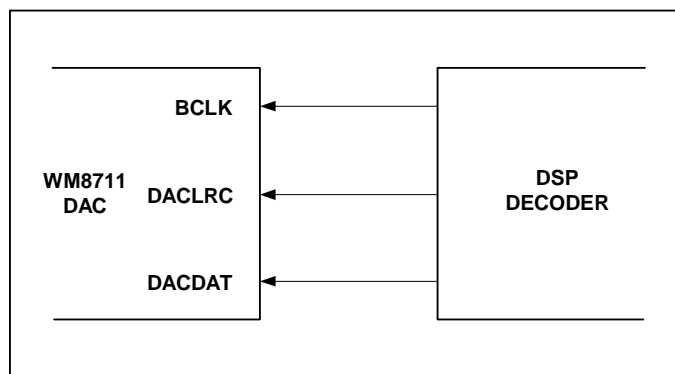 BCLK
WM8711
DAC
DACLRC
DACDAT
DSP
DECODER